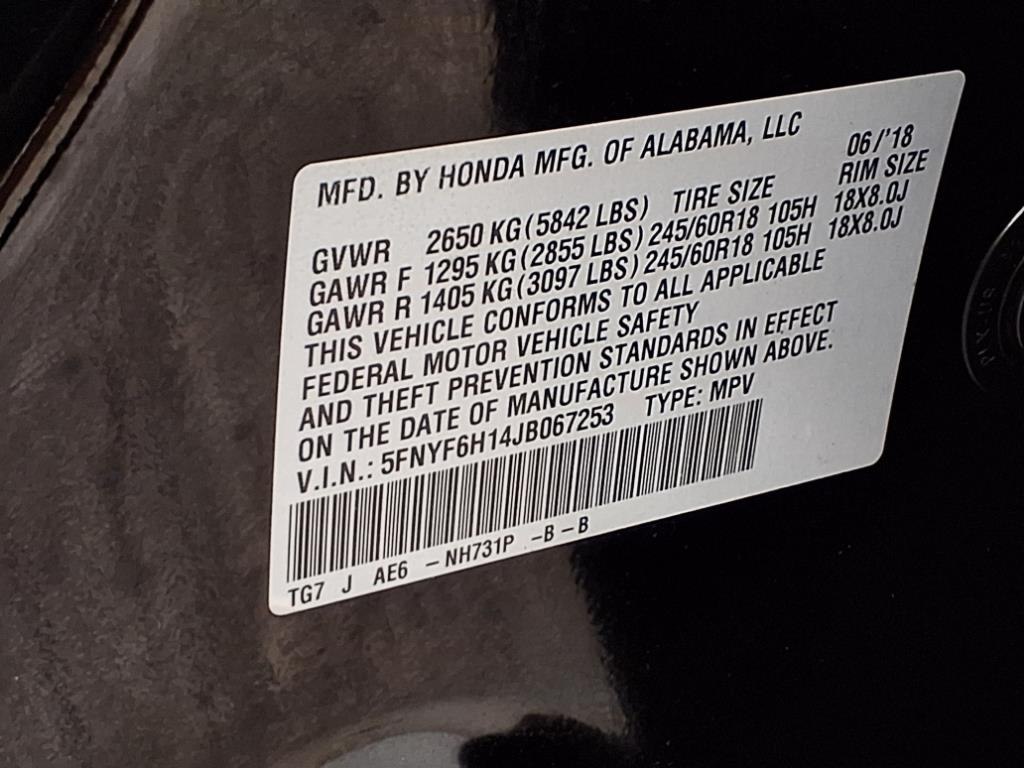 MFD. BY HONDA MFG. OF ALABAMA, LLC 06/'18
GVWR 2650 KG (5842 LBS) TIRE SIZE RIM SIZE
GAWR F 1295 KG (2855 LBS) 245/60R18 105H 18X8.0J
GAWR R 1405 KG (3097 LBS) 245/60R18 105H 18X8.0J
THIS VEHICLE CONFORMS TO ALL APPLICABLE
FEDERAL MOTOR VEHICLE SAFETY
AND THEFT PREVENTION STANDARDS IN EFFECT
ON THE DATE OF MANUFACTURE SHOWN ABOVE.
V.I.N.: 5FNYF6H14JB067253 TYPE: MPV
TG7 J AE6 - NH731P -B - B